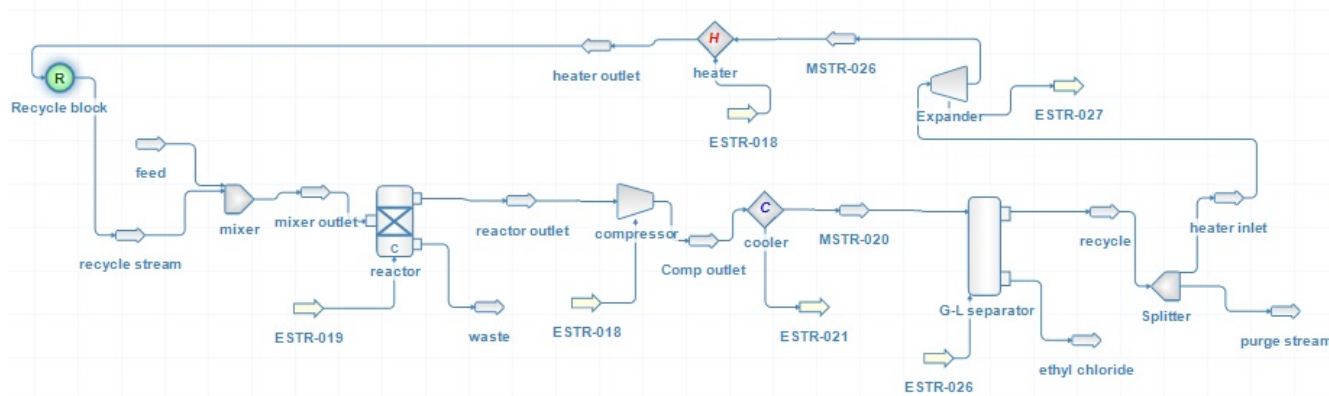 H
heater outlet
heater
MSTR-026
R
Recycle block
Expander
ESTR-027
ESTR-018
feed
mixer
mixer outlet
recycle stream
C
reactor
reactor outlet
compressor
Comp outlet
C
cooler
MSTR-020
recycle
heater inlet
ESTR-019
waste
ESTR-018
ESTR-021
G-L separator
Splitter
purge stream
ethyl chloride
ESTR-026